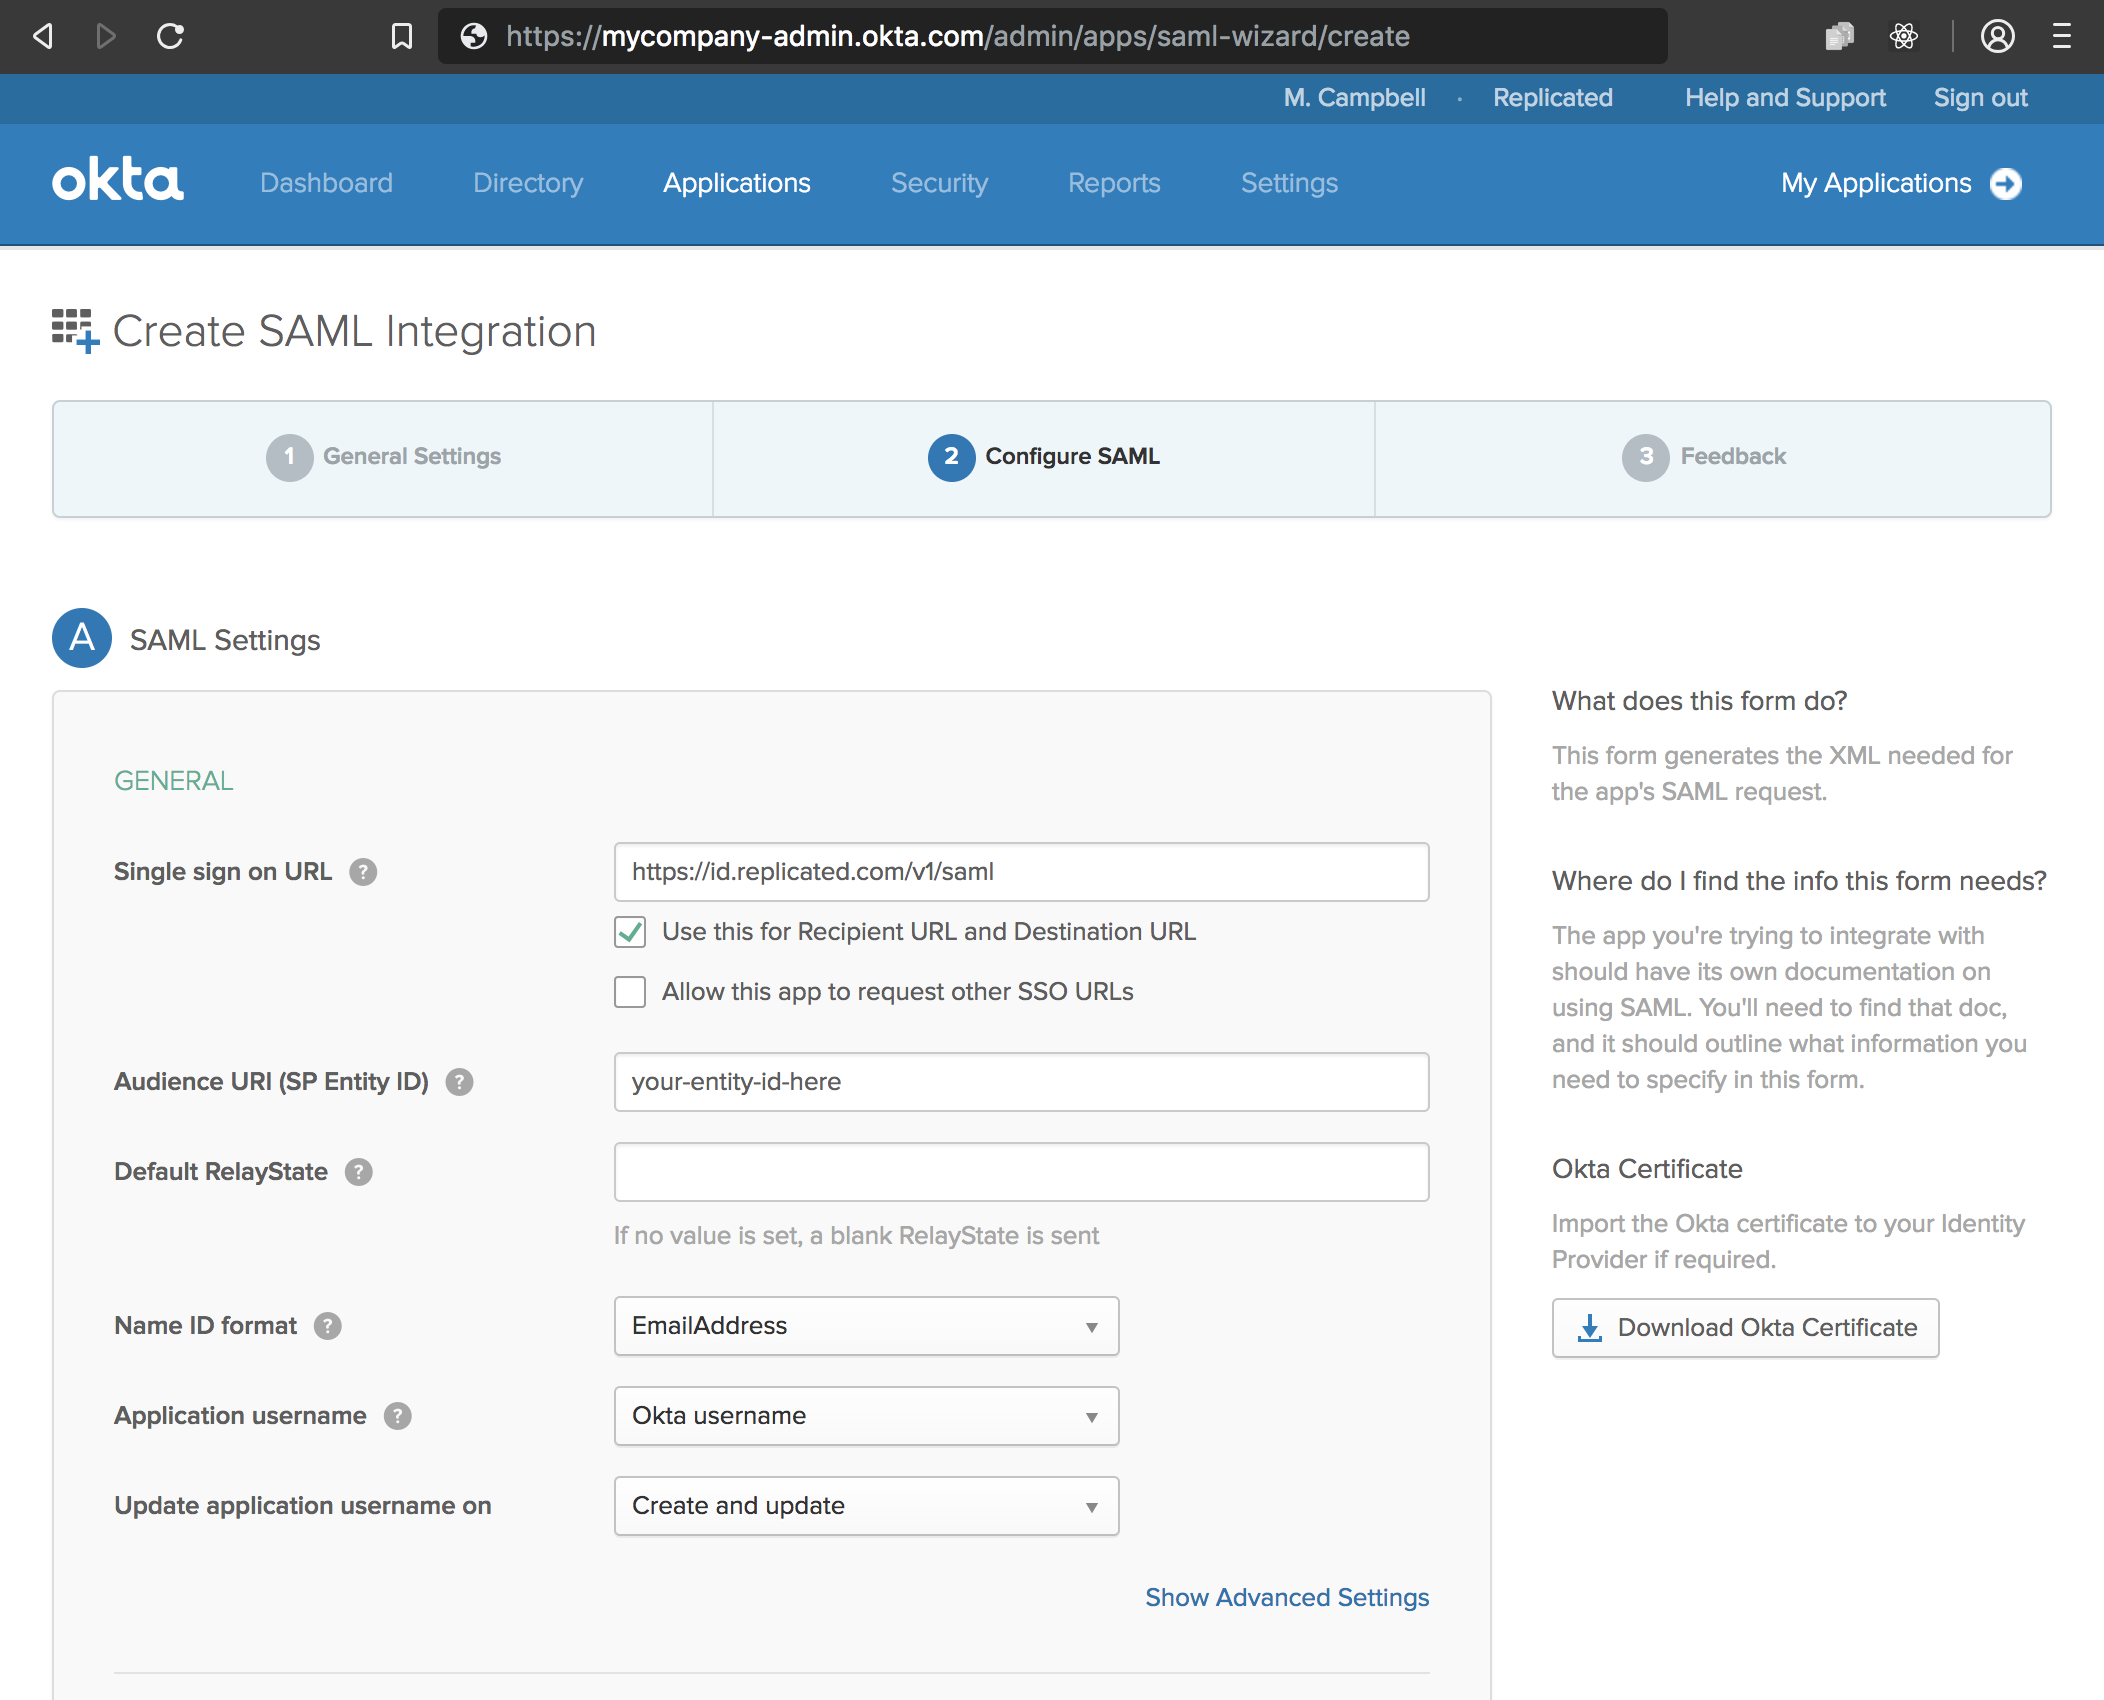 https://mycompany-admin.okta.com/admin/apps/saml-wizard/create
M. Campbell · Replicated Help and Support Sign out
okta Dashboard Directory Applications Security Reports Settings My Applications
Create SAML Integration
1 General Settings 2 Configure SAML 3 Feedback
A SAML Settings
GENERAL
Single sign on URL ? https://id.replicated.com/v1/saml
Use this for Recipient URL and Destination URL
Allow this app to request other SSO URLs
Audience URI (SP Entity ID) ? your-entity-id-here
Default RelayState ?
If no value is set, a blank RelayState is sent
Name ID format ? EmailAddress
Application username ? Okta username
Update application username on Create and update
Show Advanced Settings
What does this form do?
This form generates the XML needed for
the app's SAML request.
Where do I find the info this form needs?
The app you're trying to integrate with
should have its own documentation on
using SAML. You'll need to find that doc,
and it should outline what information you
need to specify in this form.
Okta Certificate
Import the Okta certificate to your Identity
Provider if required.
Download Okta Certificate